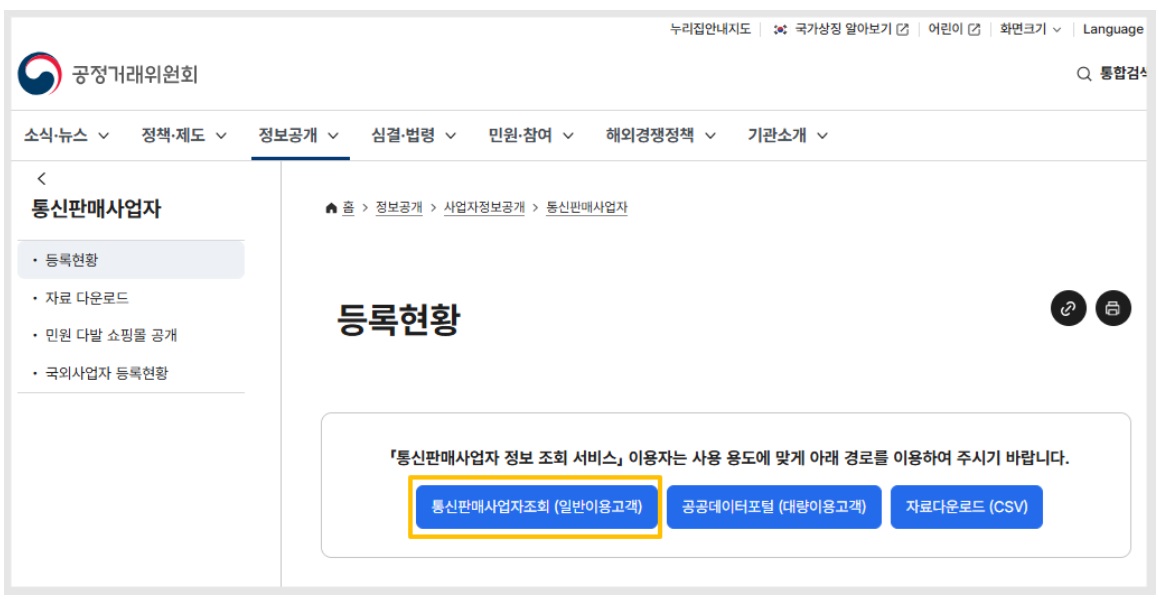 누리집안내지도 국가상징 알아보기 어린이 화면크기 Language
공정거래위원회
통합검색
소식·뉴스 정책·제도 정보공개 심결·법령 민원·참여 해외경쟁정책 기관소개
통신판매사업자
홈 > 정보공개 > 사업자정보공개 > 통신판매사업자
• 등록현황
• 자료 다운로드
• 민원 다발 쇼핑몰 공개
• 국외사업자 등록현황
등록현황
「통신판매사업자 정보 조회 서비스」 이용자는 사용 용도에 맞게 아래 경로를 이용하여 주시기 바랍니다.
통신판매사업자조회 (일반이용고객) 공공데이터포털 (대량이용고객) 자료다운로드 (CSV)